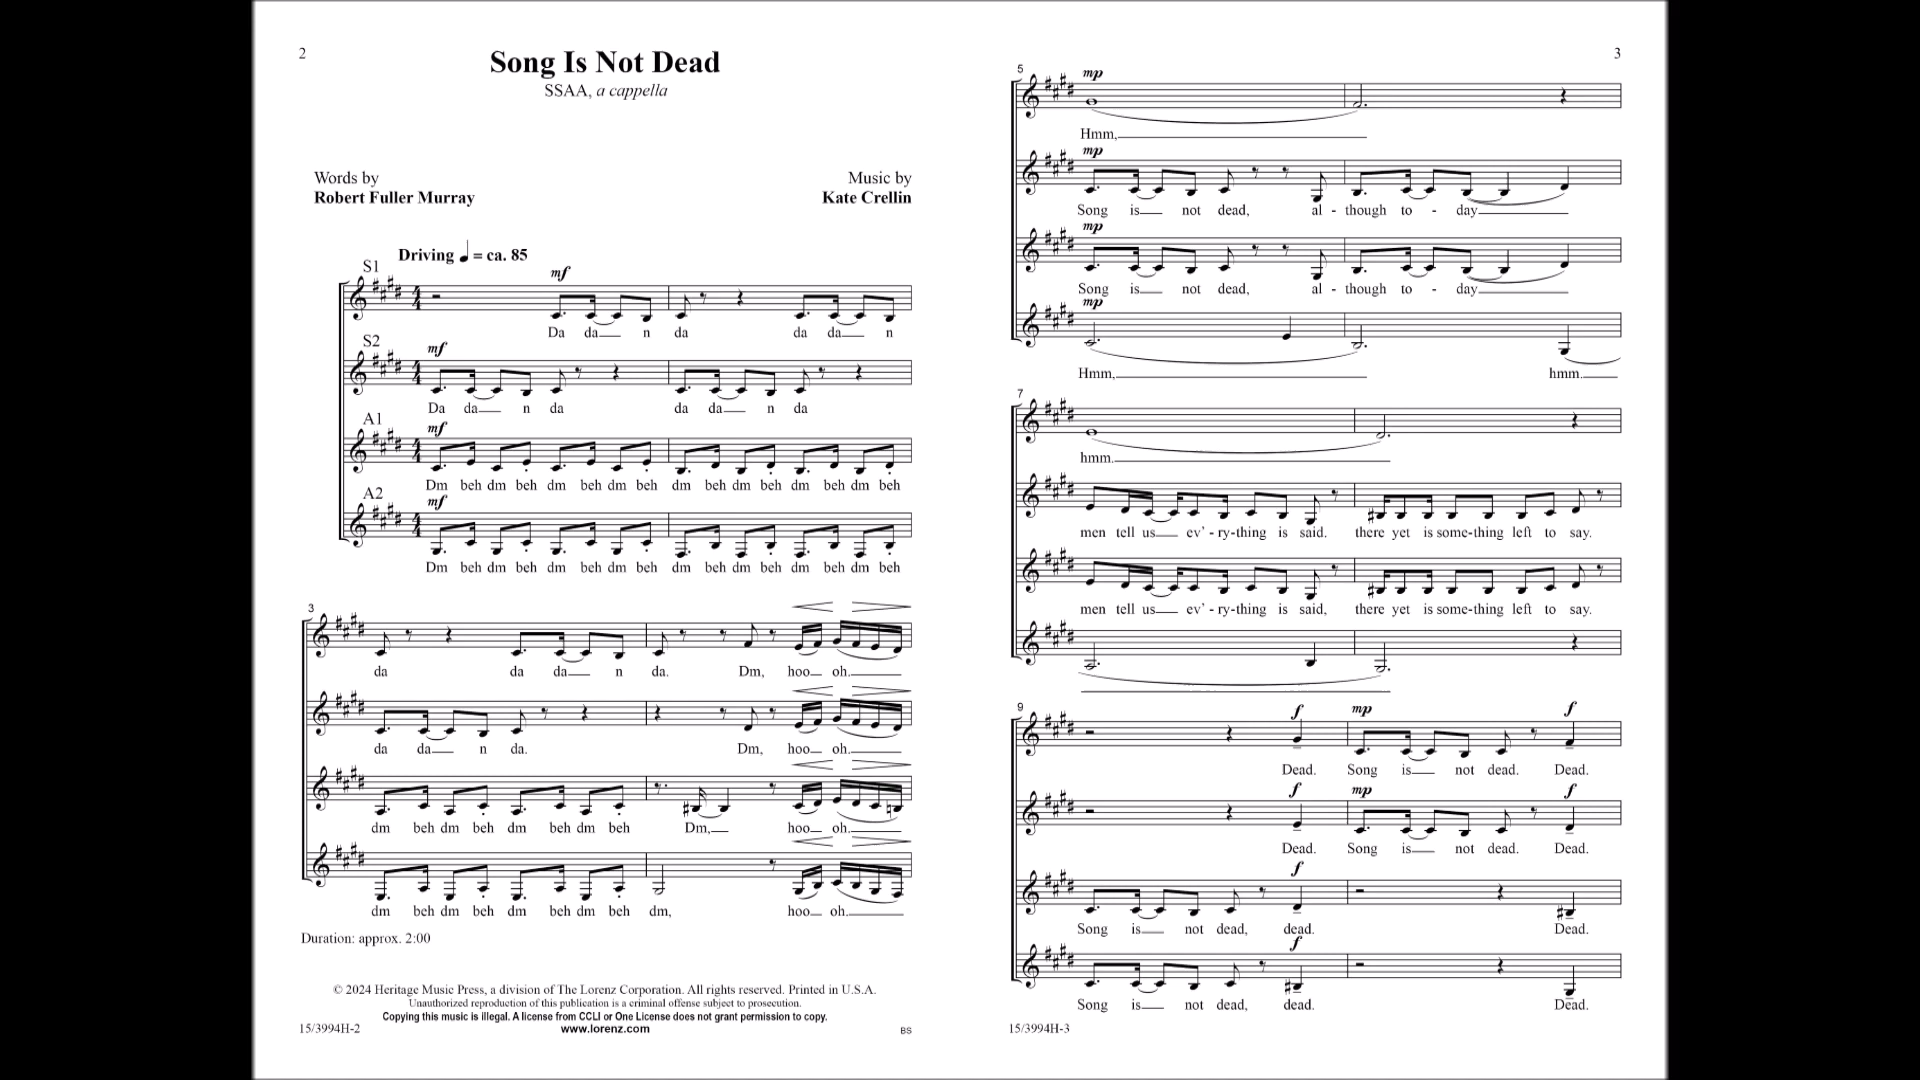 2
Song Is Not Dead
SSAA, a cappella
Words by
Robert Fuller Murray
Music by
Kate Crellin
Driving ♩ = ca. 85
S1
mf
Da da n da da da n
S2
mf
Da da n da da da n da
A1
mf
Dm beh dm beh dm beh dm beh dm beh dm beh dm beh dm beh
A2
mf
Dm beh dm beh dm beh dm beh dm beh dm beh dm beh dm beh
3
da da da n da. Dm, hoo oh.
da da n da. Dm, hoo oh.
dm beh dm beh dm beh dm beh Dm, hoo oh.
dm beh dm beh dm beh dm beh dm, hoo oh.
Duration: approx. 2:00
© 2024 Heritage Music Press, a division of The Lorenz Corporation. All rights reserved. Printed in U.S.A.
Unauthorized reproduction of this publication is a criminal offense subject to prosecution.
Copying this music is illegal. A license from CCLI or One License does not grant permission to copy.
15/3994H-2
www.lorenz.com
BS
3
5
mp
Hmm,
mp
Song is not dead, al - though to - day
mp
Song is not dead, al - though to - day
mp
Hmm, hmm.
7
hmm.
men tell us ev' - ry-thing is said. there yet is some-thing left to say.
men tell us ev' - ry-thing is said, there yet is some-thing left to say.
9
f mp f
Dead. Song is not dead. Dead.
f mp f
Dead. Song is not dead. Dead.
f
Song is not dead, dead. Dead.
f
Song is not dead, dead. Dead.
15/3994H-3